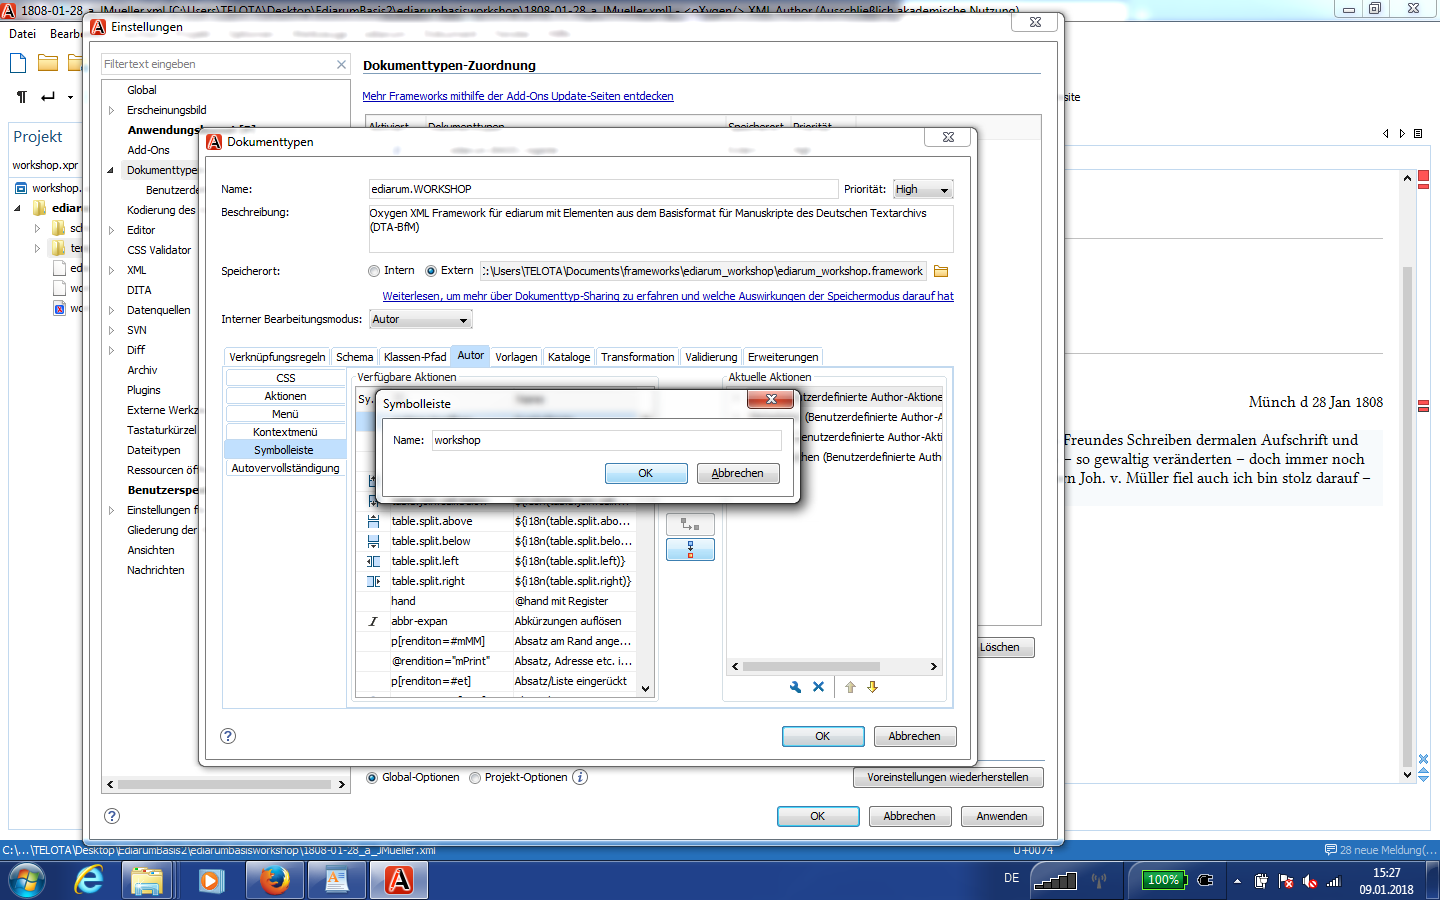 1808-01-28_a_JMueller.xml [C:\Users\TELOTA\Desktop\EdiarumBasis2\ediarumbasisworkshop\1808-01-28_a_JMueller.xml] - <oXygen/> XML Author (Ausschließlich akademische Nutzung)
Datei
Einstellungen
Filtertext eingeben
Global
Erscheinungsbild
Add-Ons
Kodierung des
Editor
CSS Validator
XML
DITA
Datenquellen
SVN
Diff
Archiv
Plugins
Externe Werkz
Tastaturkürzel
Dateitypen
Ressourcen öf
Benutzerspe
Einstellungen f
Gliederung der
Ansichten
Nachrichten
Projekt
workshop.xpr
workshop.
ediar
Dokumenttypen-Zuordnung
Mehr Frameworks mithilfe der Add-Ons Update-Seiten entdecken
Dokumenttypen
Name:
ediarum.WORKSHOP
Priorität:
High
Beschreibung:
Oxygen XML Framework für ediarum mit Elementen aus dem Basisformat für Manuskripte des Deutschen Textarchivs
(DTA-BfM)
Speicherort:
Intern
Extern
C:\Users\TELOTA\Documents\frameworks\ediarum_workshop\ediarum_workshop.framework
Weiterlesen, um mehr über Dokumenttyp-Sharing zu erfahren und welche Auswirkungen der Speichermodus darauf hat
Interner Bearbeitungsmodus:
Autor
Verknüpfungsregeln
Schema
Klassen-Pfad
Autor
Vorlagen
Kataloge
Transformation
Validierung
Erweiterungen
CSS
Aktionen
Menü
Kontextmenü
Symbolleiste
Autovervollständigung
Verfügbare Aktionen
Sy..
Aktuelle Aktionen
Symbolleiste
Name:
workshop
OK
Abbrechen
utzerdefinierte Author-Aktione
(Benutzerdefinierte Author-A
enutzerdefinierte Author-Akti
hen (Benutzerdefinierte Auth
table.split.above ${i18n(table.split.abo...
table.split.below ${i18n(table.split.belo...
table.split.left ${i18n(table.split.left)}
table.split.right ${i18n(table.split.right)}
hand @hand mit Register
abbr-expan Abkürzungen auflösen
p[renditon=#mMM] Absatz am Rand ange...
@rendition="mPrint" Absatz, Adresse etc. i...
p[rendition=#et] Absatz/Liste eingerückt
OK
Abbrechen
Löschen
Global-Optionen
Projekt-Optionen
Voreinstellungen wiederherstellen
OK
Abbrechen
Anwenden
site
Münch d 28 Jan 1808
Freundes Schreiben dermalen Aufschrift und
– so gewaltig veränderten – doch immer noch
rn Joh. v. Müller fiel auch ich bin stolz darauf –
C:\...\TELOTA\Desktop\EdiarumBasis2\ediarumbasisworkshop\1808-01-28_a_JMueller.xml
U+0074
28 neue Meldung(...
DE
100%
15:27
09.01.2018